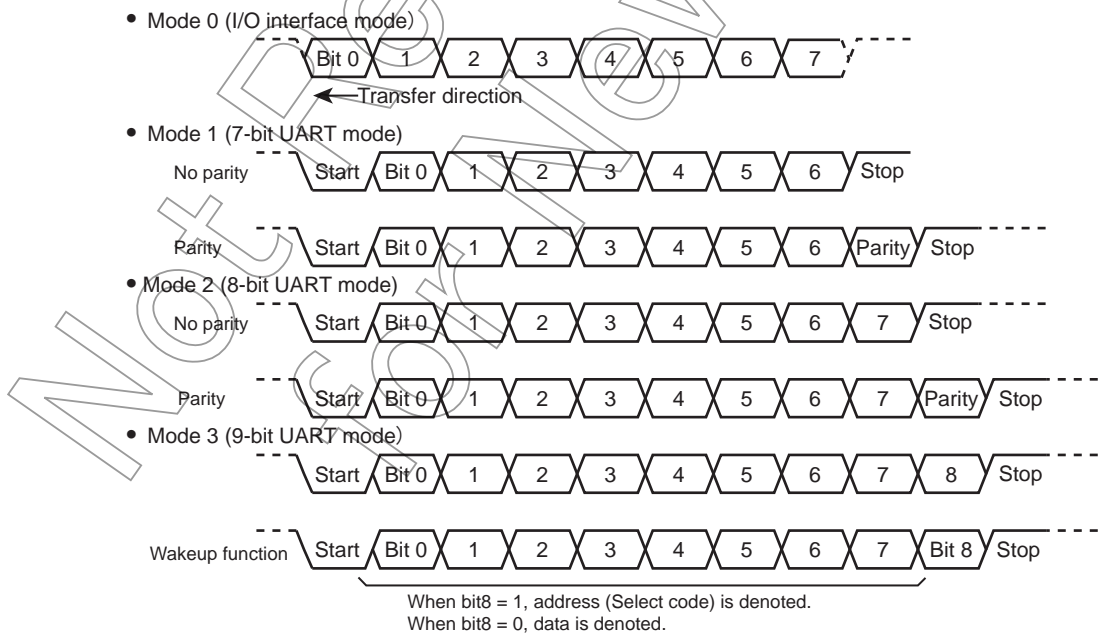 • Mode 0 (I/O interface mode)
Bit 0 1 2 3 4 5 6 7
Transfer direction
• Mode 1 (7-bit UART mode)
No parity Start Bit 0 1 2 3 4 5 6 Stop
Parity Start Bit 0 1 2 3 4 5 6 Parity Stop
• Mode 2 (8-bit UART mode)
No parity Start Bit 0 1 2 3 4 5 6 7 Stop
Parity Start Bit 0 1 2 3 4 5 6 7 Parity Stop
• Mode 3 (9-bit UART mode)
Start Bit 0 1 2 3 4 5 6 7 8 Stop
Wakeup function Start Bit 0 1 2 3 4 5 6 7 Bit 8 Stop
When bit8 = 1, address (Select code) is denoted.
When bit8 = 0, data is denoted.
Not
for